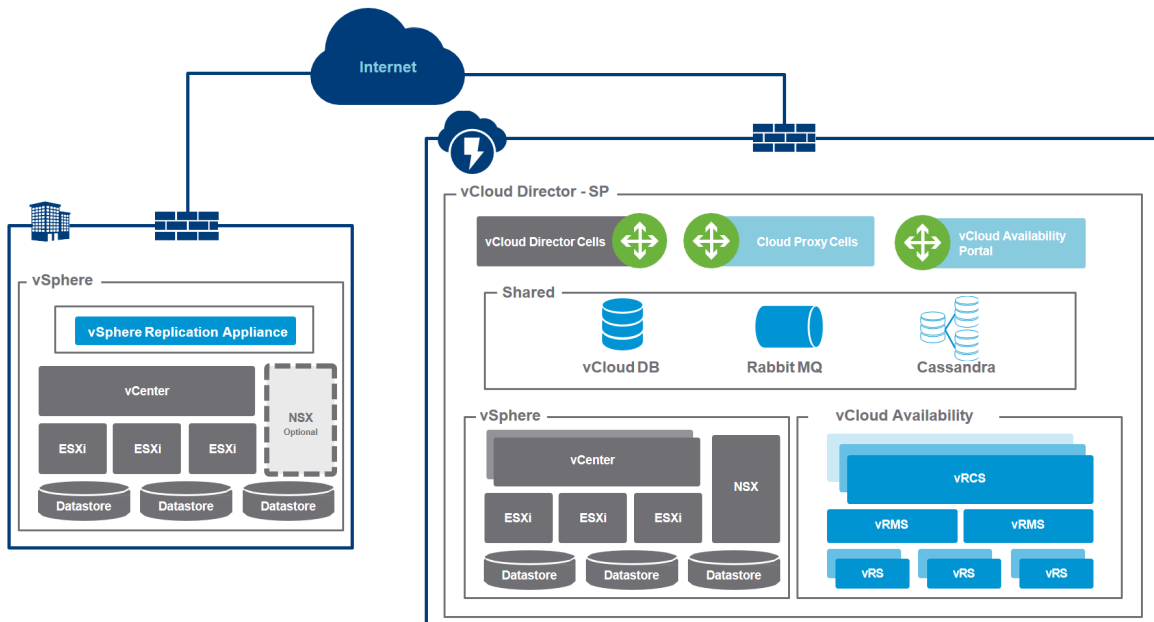 Internet
vSphere
vSphere Replication Appliance
vCenter
NSX
Optional
ESXi
ESXi
ESXi
Datastore
Datastore
Datastore
vCloud Director - SP
vCloud Director Cells
Cloud Proxy Cells
vCloud Availability
Portal
Shared
vCloud DB
Rabbit MQ
Cassandra
vSphere
vCenter
NSX
ESXi
ESXi
ESXi
Datastore
Datastore
Datastore
vCloud Availability
vRCS
vRMS
vRMS
vRS
vRS
vRS